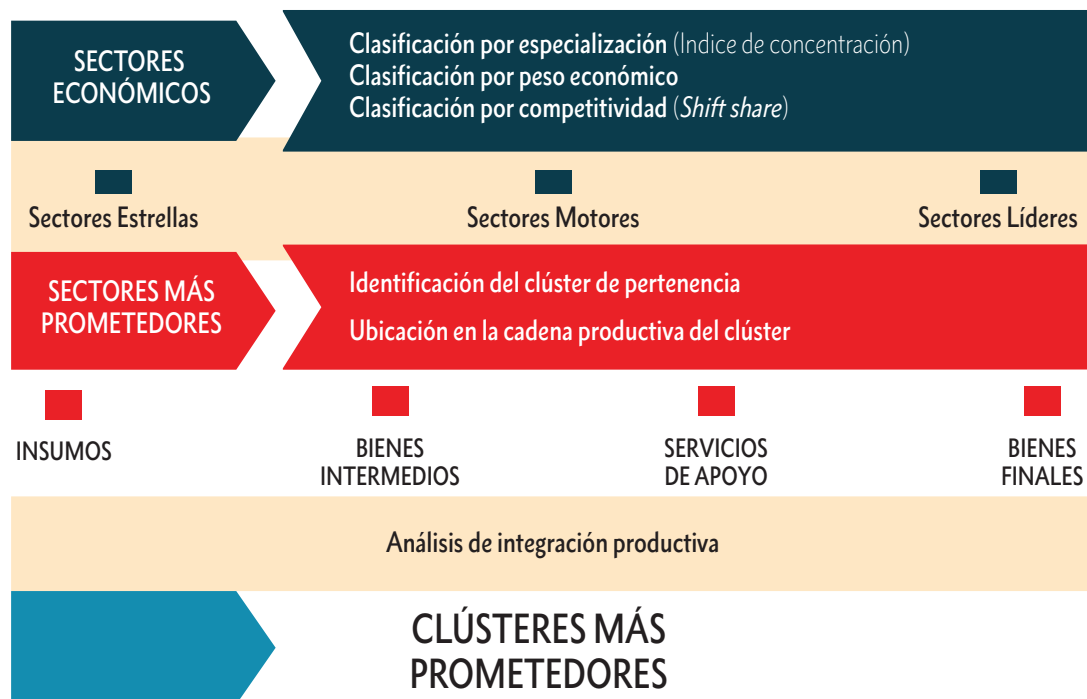 SECTORES
ECONÓMICOS
Clasificación por especialización (Indice de concentración)
Clasificación por peso económico
Clasificación por competitividad (Shift share)
Sectores Estrellas
Sectores Motores
Sectores Líderes
SECTORES MÁS
PROMETEDORES
Identificación del clúster de pertenencia
Ubicación en la cadena productiva del clúster
INSUMOS
BIENES
INTERMEDIOS
SERVICIOS
DE APOYO
BIENES
FINALES
Análisis de integración productiva
CLÚSTERES MÁS
PROMETEDORES